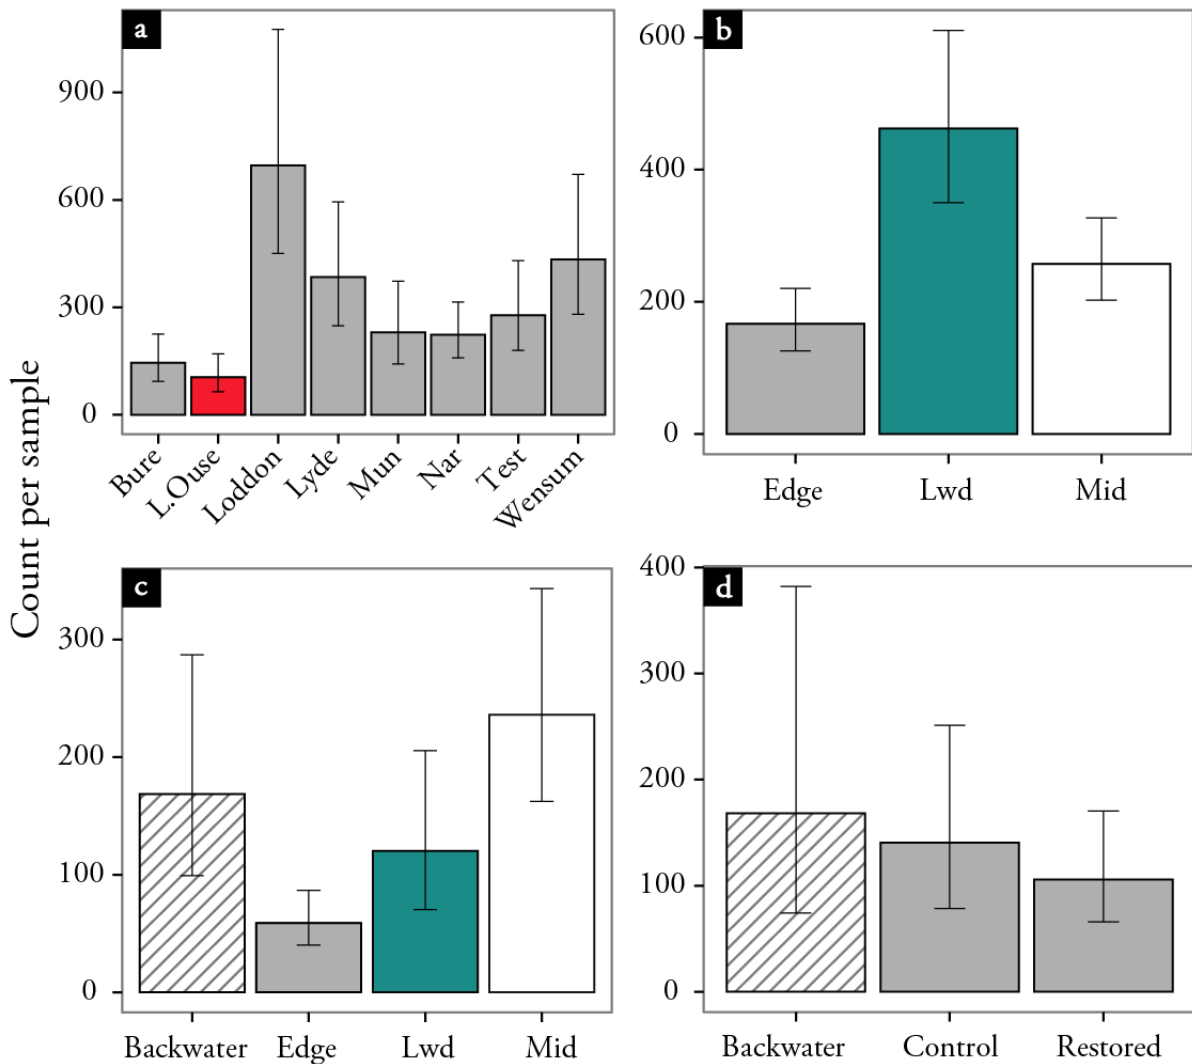 Count per sample
a
900
600
300
0
Bure
L.Ouse
Loddon
Lyde
Mun
Nar
Test
Wensum
b
600
400
200
0
Edge
Lwd
Mid
c
300
200
100
0
Backwater
Edge
Lwd
Mid
d
400
300
200
100
0
Backwater
Control
Restored